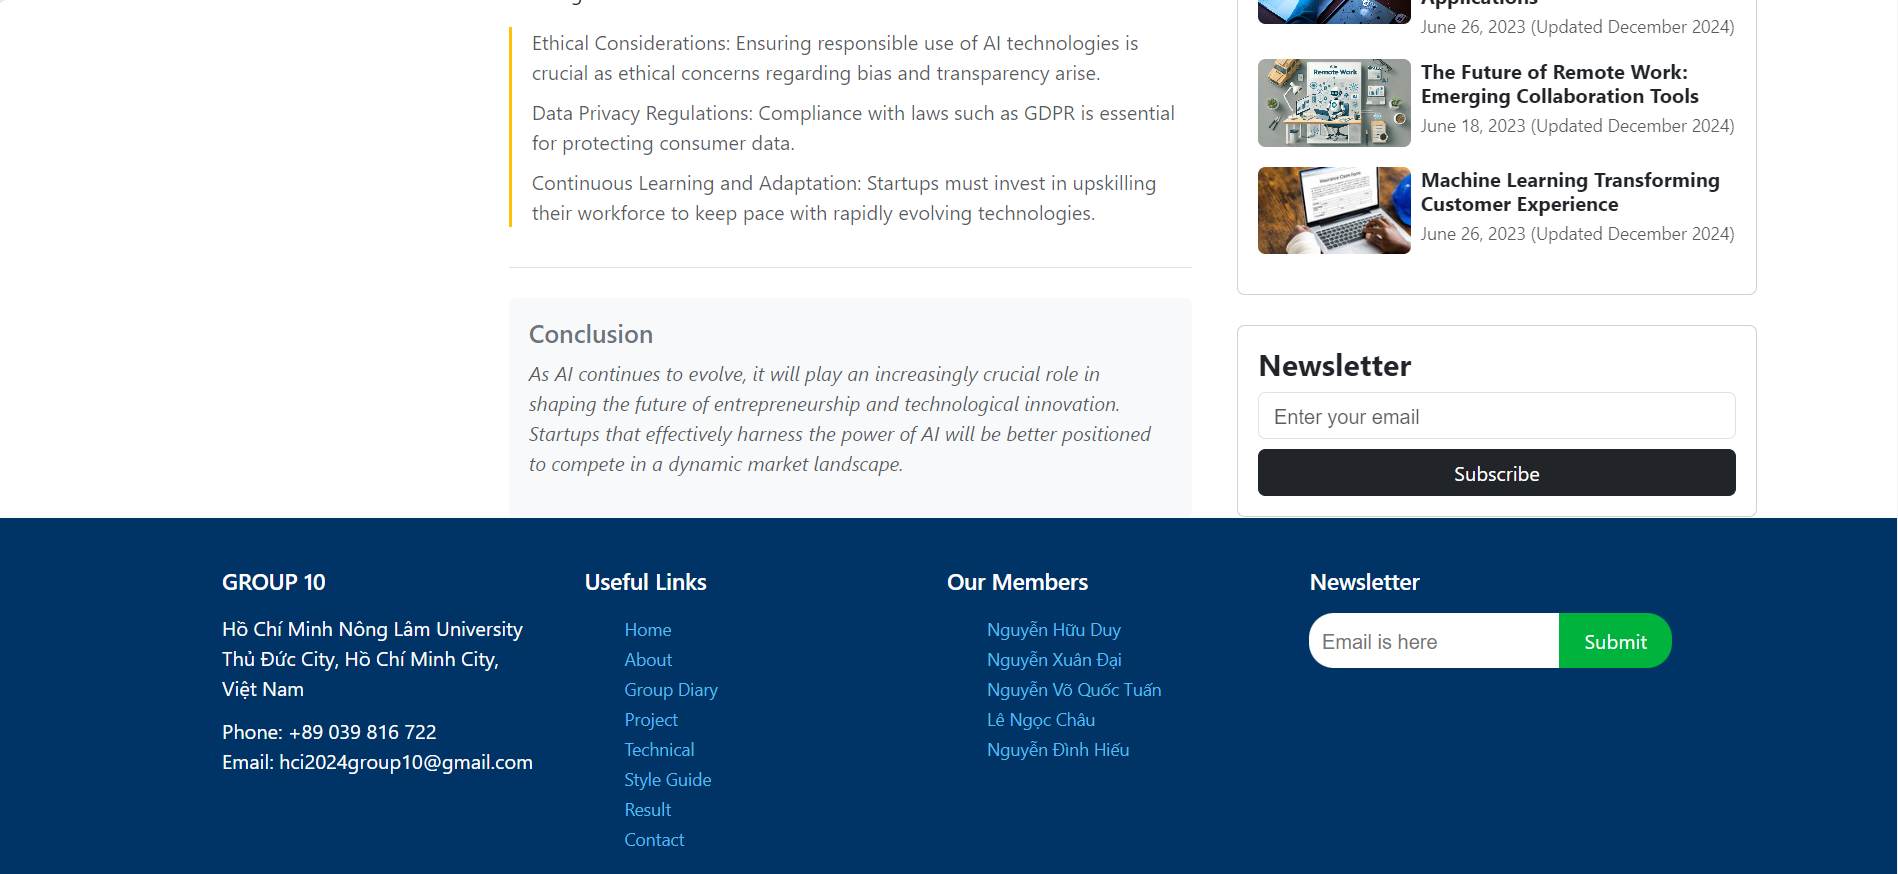 Ethical Considerations: Ensuring responsible use of AI technologies is
crucial as ethical concerns regarding bias and transparency arise.
Data Privacy Regulations: Compliance with laws such as GDPR is essential
for protecting consumer data.
Continuous Learning and Adaptation: Startups must invest in upskilling
their workforce to keep pace with rapidly evolving technologies.
Conclusion
As AI continues to evolve, it will play an increasingly crucial role in
shaping the future of entrepreneurship and technological innovation.
Startups that effectively harness the power of AI will be better positioned
to compete in a dynamic market landscape.
Applications
June 26, 2023 (Updated December 2024)
Remote Work
The Future of Remote Work:
Emerging Collaboration Tools
June 18, 2023 (Updated December 2024)
Insurance Claim Form
Machine Learning Transforming
Customer Experience
June 26, 2023 (Updated December 2024)
Newsletter
Enter your email
Subscribe
GROUP 10
Hồ Chí Minh Nông Lâm University
Thủ Đức City, Hồ Chí Minh City,
Việt Nam
Phone: +89 039 816 722
Email: hci2024group10@gmail.com
Useful Links
Home
About
Group Diary
Project
Technical
Style Guide
Result
Contact
Our Members
Nguyễn Hữu Duy
Nguyễn Xuân Đại
Nguyễn Võ Quốc Tuấn
Lê Ngọc Châu
Nguyễn Đình Hiếu
Newsletter
Email is here
Submit